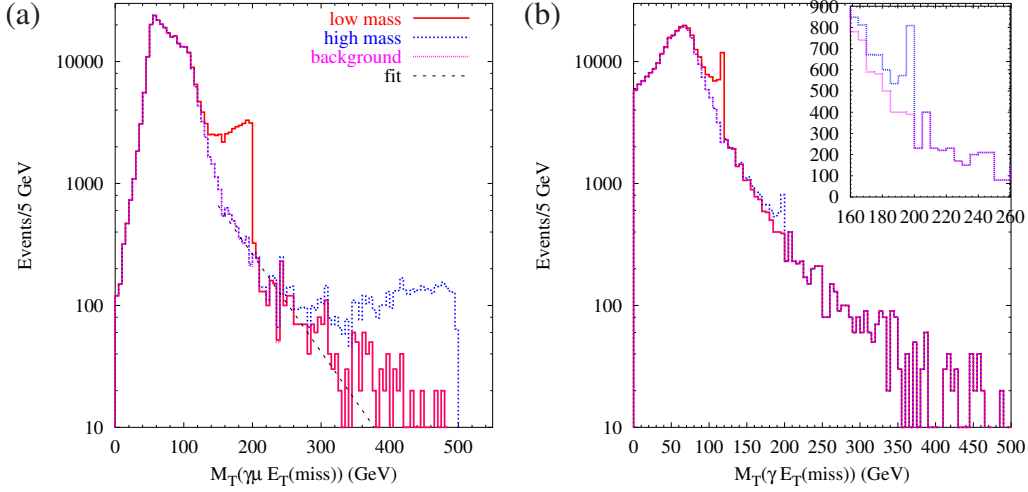 (a)
low mass
high mass
background
fit
10000
1000
100
10
Events/5 GeV
0 100 200 300 400 500
M_T(γμ E_T(miss)) (GeV)
(b)
10000
1000
100
10
Events/5 GeV
0 50 100 150 200 250 300 350 400 450 500
M_T(γ E_T(miss)) (GeV)
900
800
700
600
500
400
300
200
100
0
160 180 200 220 240 260